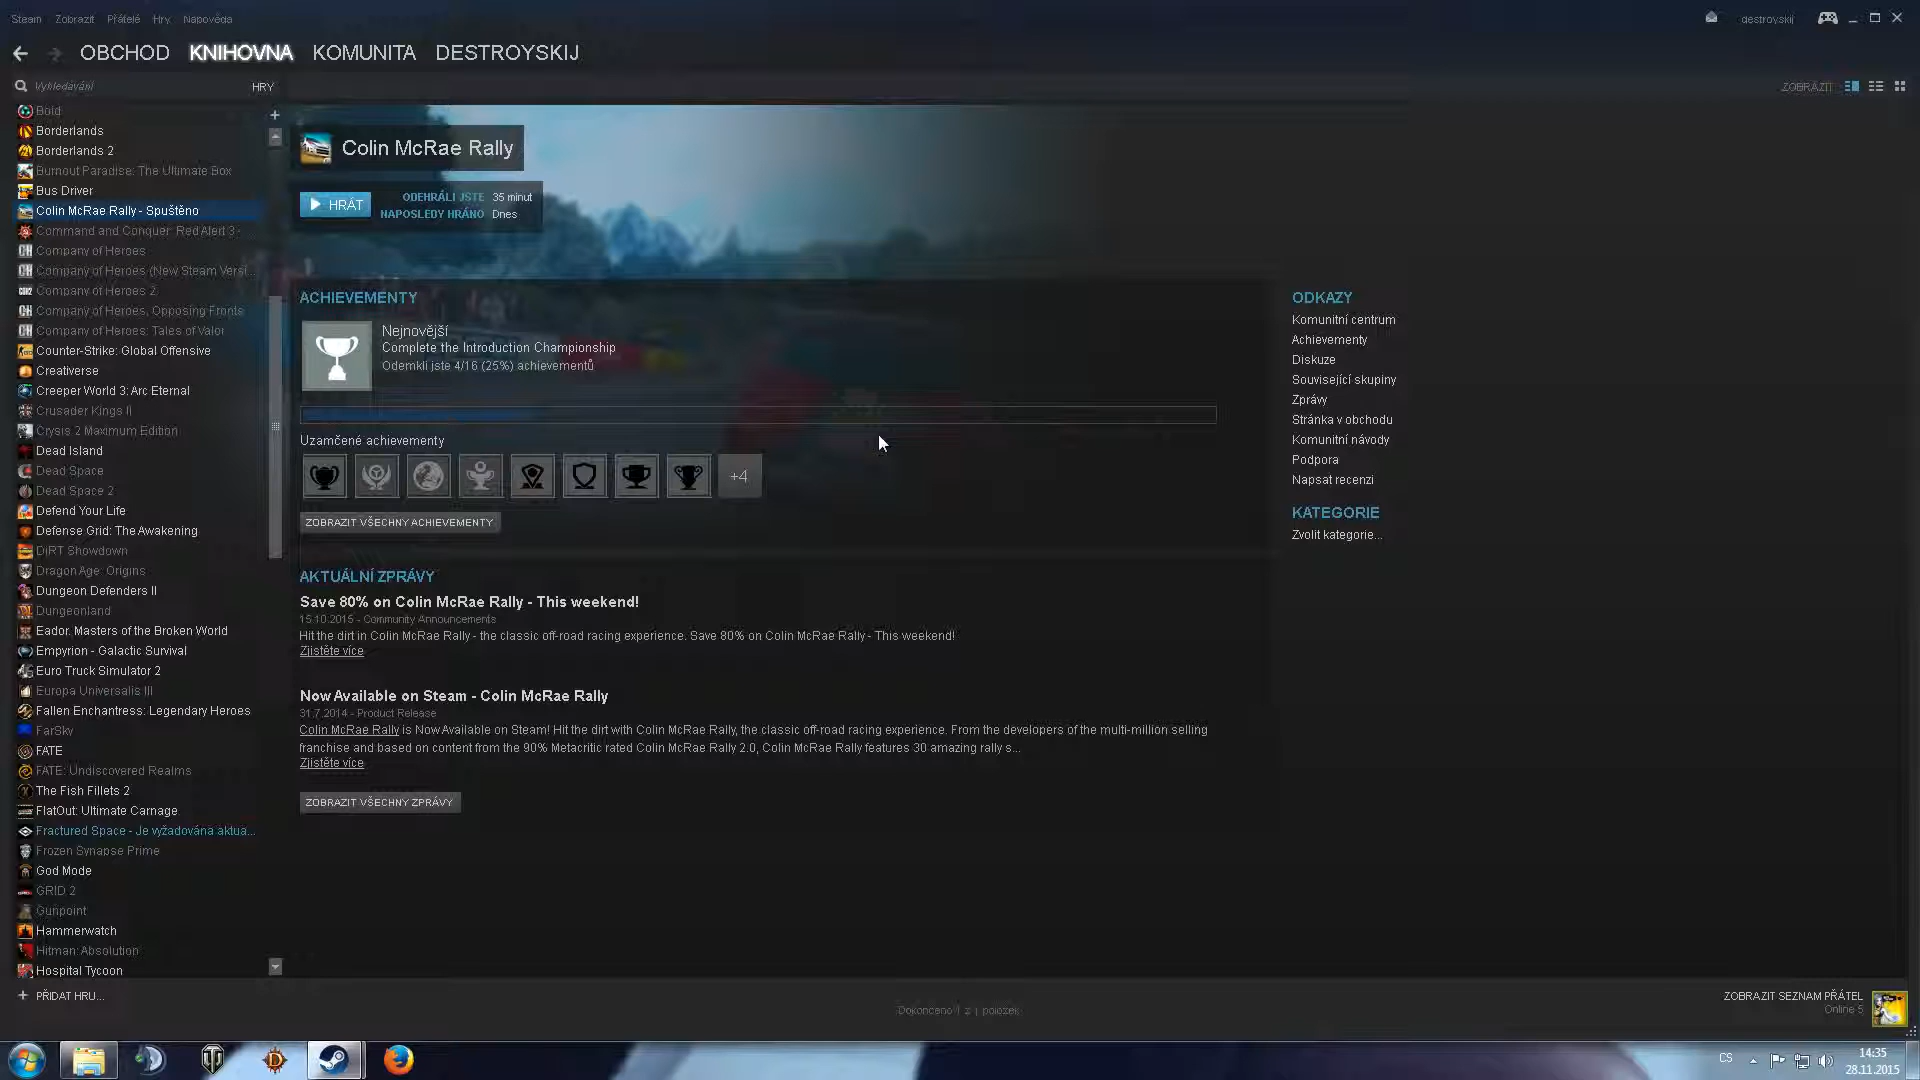 Steam Zobrazit Přátelé Hry Nápověda
destroyskij
OBCHOD KNIHOVNA KOMUNITA DESTROYSKIJ
Vyhledávání HRY
ZOBRAZIT
Bold
Borderlands
Borderlands 2
Burnout Paradise: The Ultimate Box
Bus Driver
Colin McRae Rally - Spuštěno
Command and Conquer: Red Alert 3 -
Company of Heroes
Company of Heroes (New Steam Versi...
Company of Heroes 2
Company of Heroes: Opposing Fronts
Company of Heroes: Tales of Valor
Counter-Strike: Global Offensive
Creativerse
Creeper World 3: Arc Eternal
Crusader Kings II
Crysis 2 Maximum Edition
Dead Island
Dead Space
Dead Space 2
Defend Your Life
Defense Grid: The Awakening
DiRT Showdown
Dragon Age: Origins
Dungeon Defenders II
Dungeonland
Eador. Masters of the Broken World
Empyrion - Galactic Survival
Euro Truck Simulator 2
Europa Universalis III
Fallen Enchantress: Legendary Heroes
FarSky
FATE
FATE: Undiscovered Realms
The Fish Fillets 2
FlatOut: Ultimate Carnage
Fractured Space - Je vyžadována aktua...
Frozen Synapse Prime
God Mode
GRID 2
Gunpoint
Hammerwatch
Hitman: Absolution
Hospital Tycoon
+ PŘIDAT HRU...
Colin McRae Rally
HRÁT
ODEHRÁLI JSTE 35 minut
NAPOSLEDY HRÁNO Dnes
ACHIEVEMENTY
Nejnovější
Complete the Introduction Championship
Odemkli jste 4/16 (25%) achievementů
Uzamčené achievementy
+4
ZOBRAZIT VŠECHNY ACHIEVEMENTY
AKTUÁLNÍ ZPRÁVY
Save 80% on Colin McRae Rally - This weekend!
15.10.2015 - Community Announcements
Hit the dirt in Colin McRae Rally - the classic off-road racing experience. Save 80% on Colin McRae Rally - This weekend!
Zjistěte více
Now Available on Steam - Colin McRae Rally
31.7.2014 - Product Release
Colin McRae Rally is Now Available on Steam! Hit the dirt with Colin McRae Rally, the classic off-road racing experience. From the developers of the multi-million selling
franchise and based on content from the 90% Metacritic rated Colin McRae Rally 2.0, Colin McRae Rally features 30 amazing rally s...
Zjistěte více
ZOBRAZIT VŠECHNY ZPRÁVY
ODKAZY
Komunitní centrum
Achievementy
Diskuze
Související skupiny
Zprávy
Stránka v obchodu
Komunitní návody
Podpora
Napsat recenzi
KATEGORIE
Zvolit kategorie...
Dokončeno 1 z 1 položek
ZOBRAZIT SEZNAM PŘÁTEL
Online 5
CS
14:35
28.11.2015